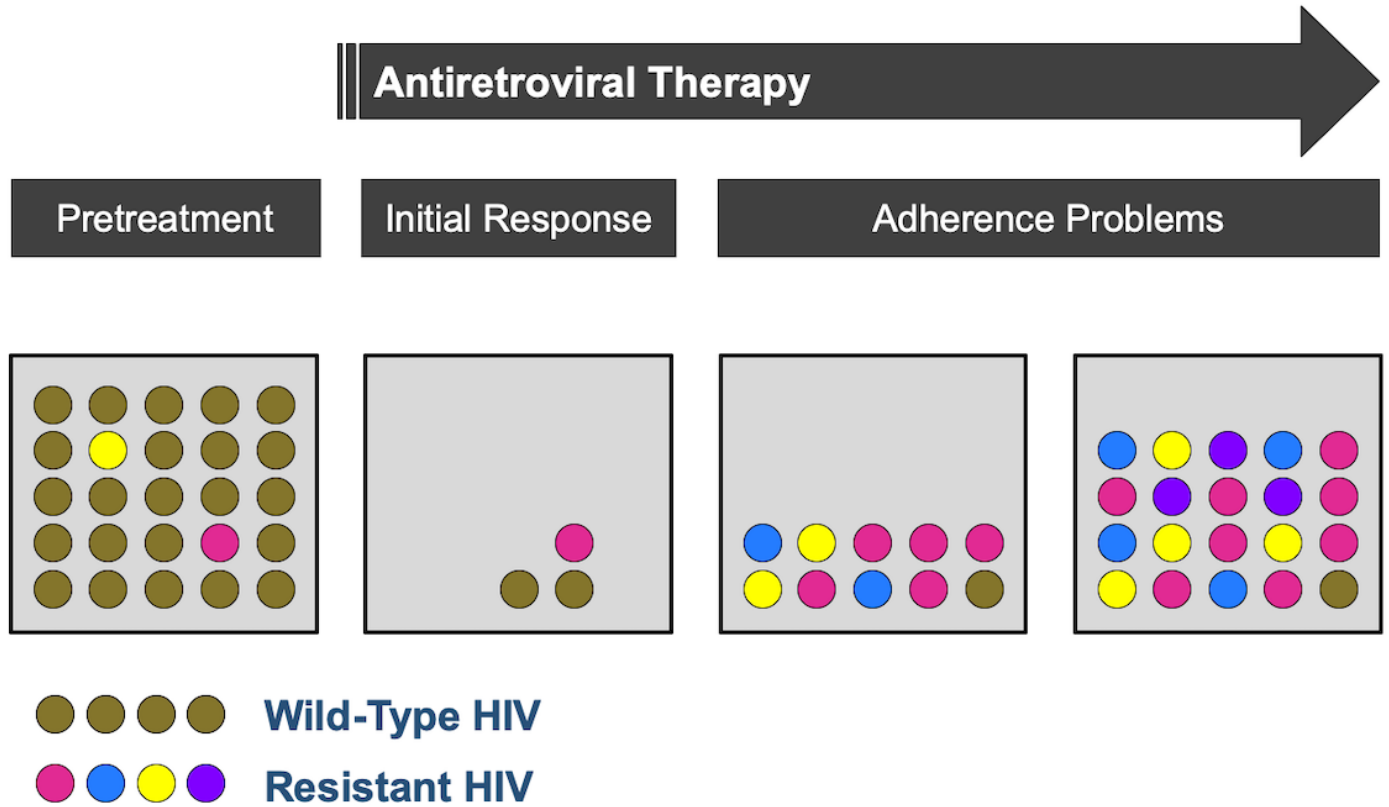 Antiretroviral Therapy
Pretreatment
Initial Response
Adherence Problems
Wild-Type HIV
Resistant HIV